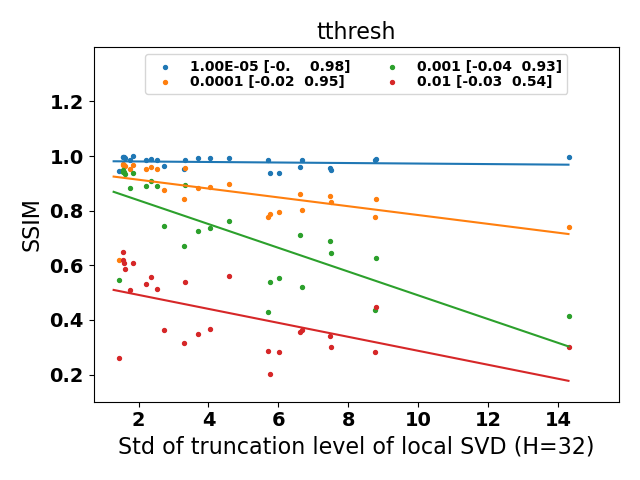 tthresh
1.00E-05 [-0.    0.98]
0.0001 [-0.02  0.95]
0.001 [-0.04  0.93]
0.01 [-0.03  0.54]
SSIM
1.2
1.0
0.8
0.6
0.4
0.2
2 4 6 8 10 12 14
Std of truncation level of local SVD (H=32)